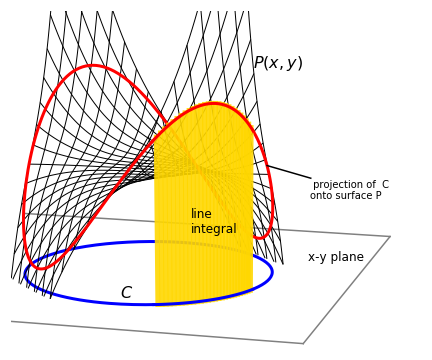 P(x, y)
projection of C
onto surface P
line
integral
x-y plane
C